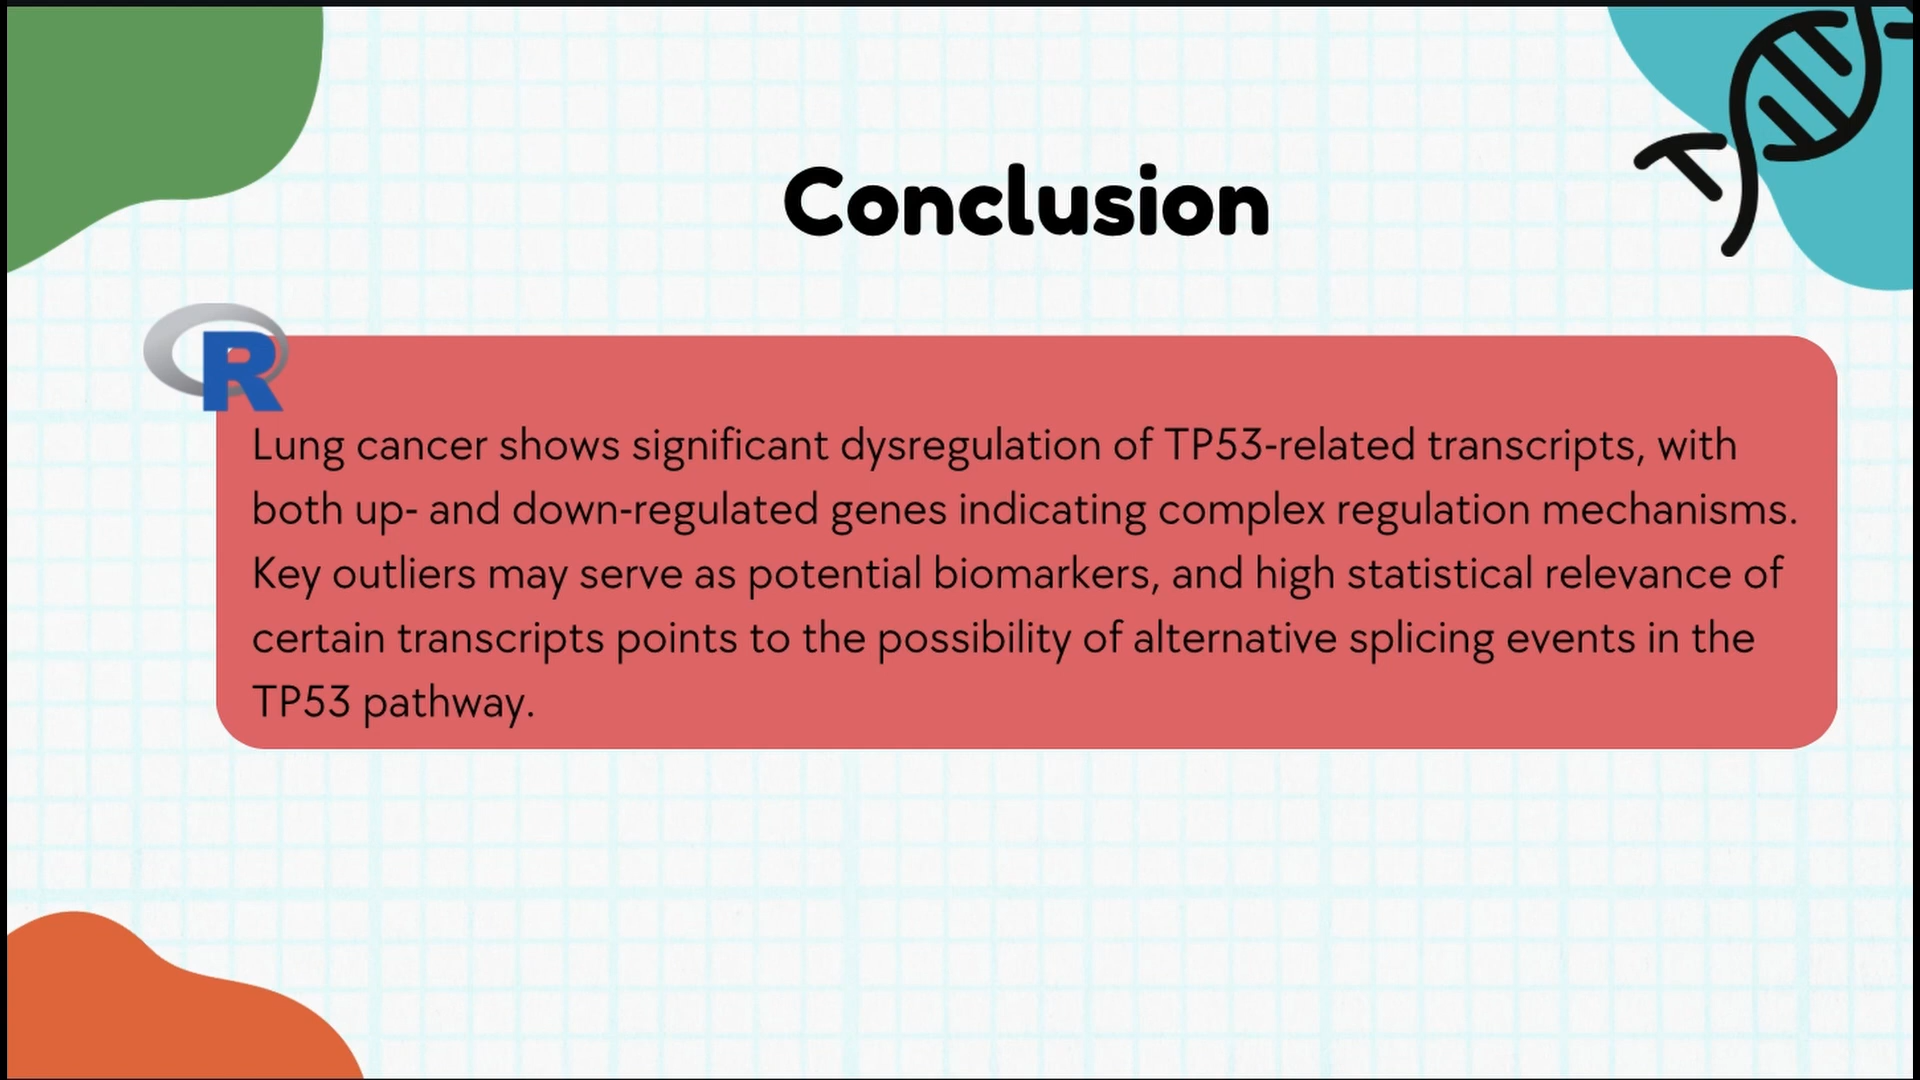 Conclusion
R
Lung cancer shows significant dysregulation of TP53-related transcripts, with
both up- and down-regulated genes indicating complex regulation mechanisms.
Key outliers may serve as potential biomarkers, and high statistical relevance of
certain transcripts points to the possibility of alternative splicing events in the
TP53 pathway.